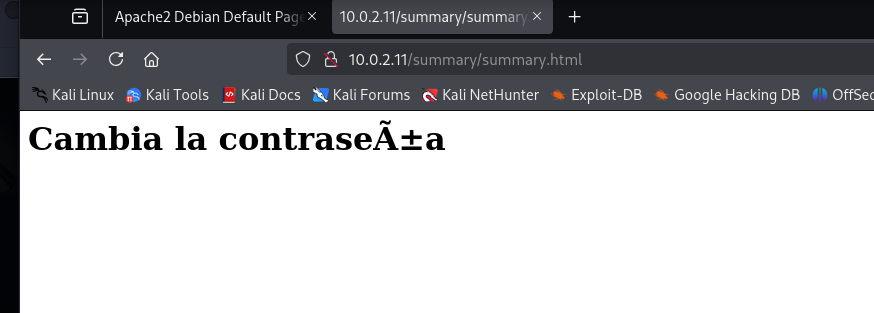 Apache2 Debian Default Page
10.0.2.11/summary/summary
10.0.2.11/summary/summary.html
Kali Linux Kali Tools Kali Docs Kali Forums Kali NetHunter Exploit-DB Google Hacking DB OffSec
Cambia la contraseÃ±a